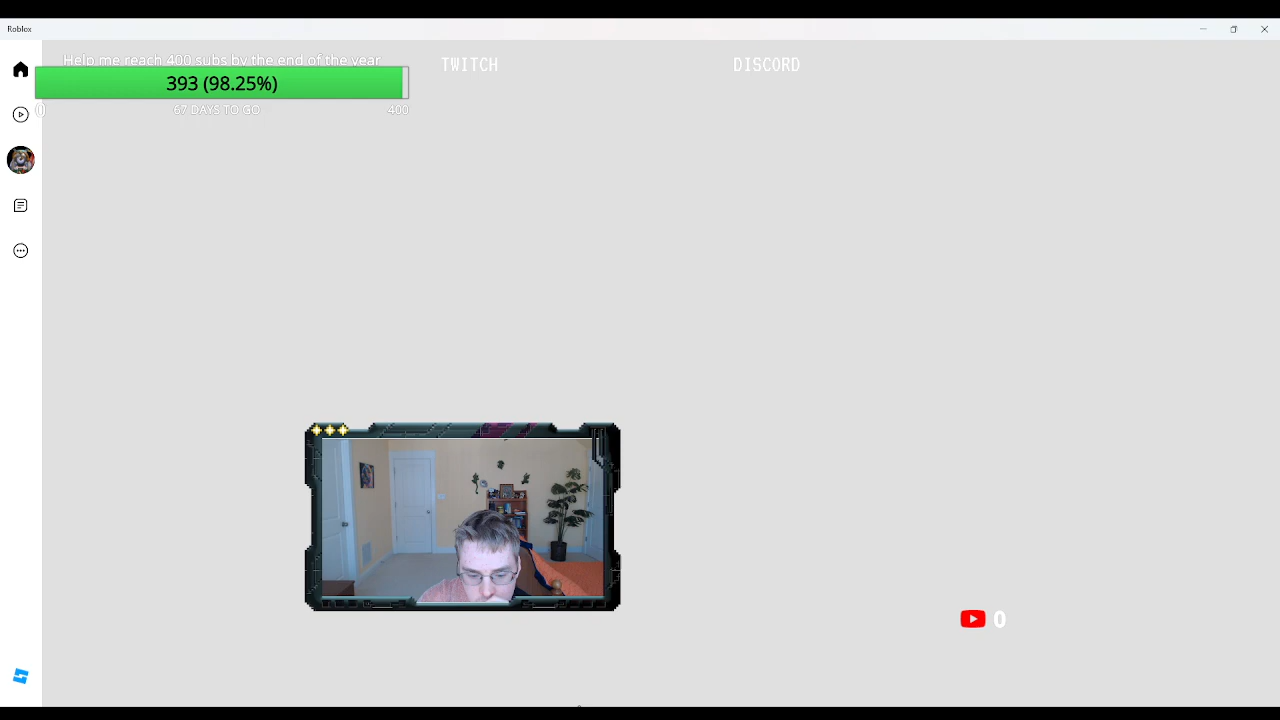 Roblox
Help me reach 400 subs by the end of the year
393 (98.25%)
0
67 DAYS TO GO
400
TWITCH
DISCORD
0